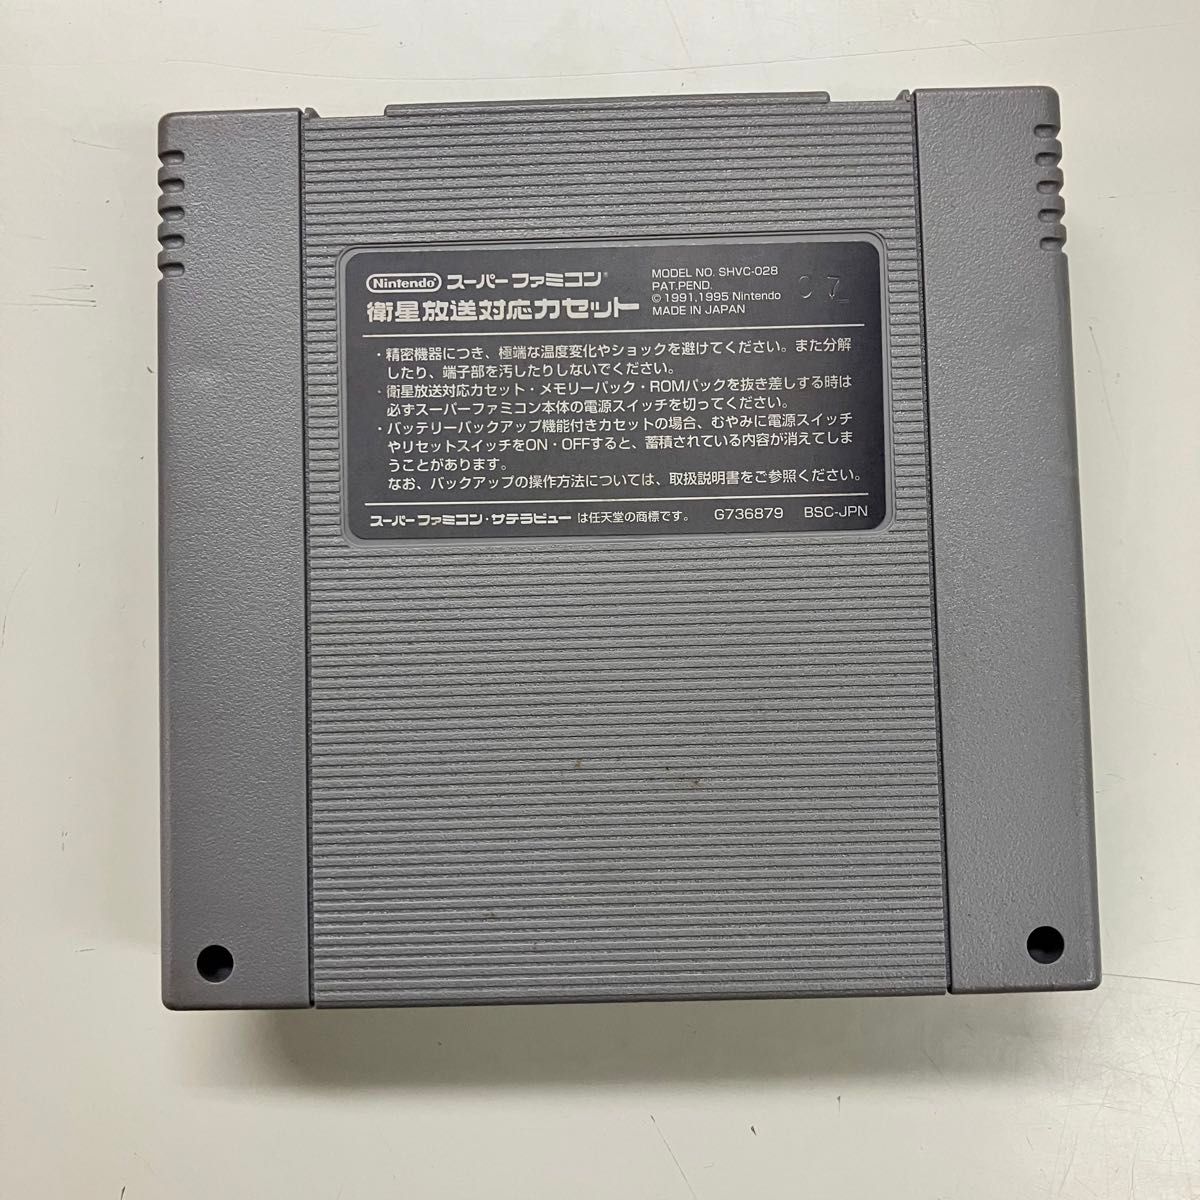 Nintendo スーパーファミコン®
衛星放送対応カセット
MODEL NO. SHVC-028
PAT.PEND.
© 1991,1995 Nintendo
MADE IN JAPAN
・精密機器につき、極端な温度変化やショックを避けてください。また分解
したり、端子部を汚したりしないでください。
・衛星放送対応カセット・メモリーパック・ROMパックを抜き差しする時は
必ずスーパーファミコン本体の電源スイッチを切ってください。
・バッテリーバックアップ機能付きカセットの場合、むやみに電源スイッチ
やリセットスイッチをON・OFFすると、蓄積されている内容が消えてしま
うことがあります。
なお、バックアップの操作方法については、取扱説明書をご参照ください。
スーパーファミコン・サテラビュー は任天堂の商標です。 G736879 BSC-JPN